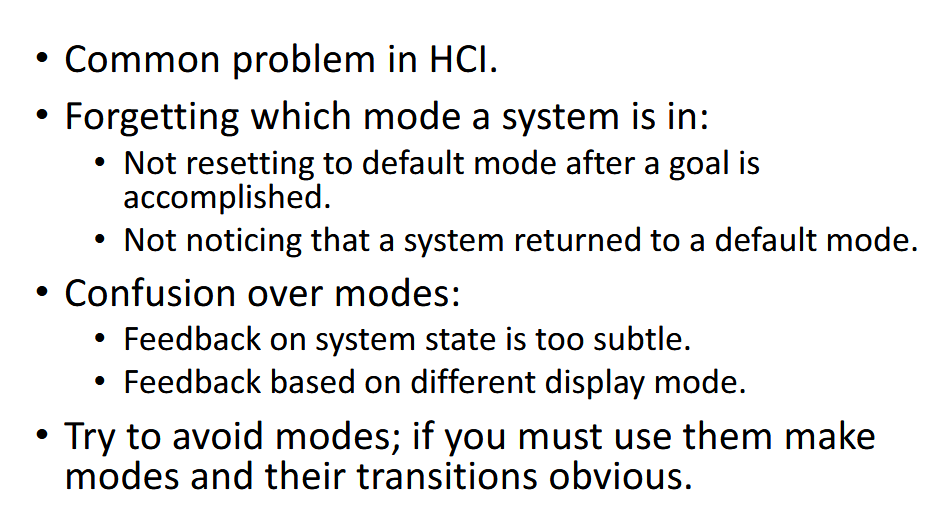 • Common problem in HCI.
• Forgetting which mode a system is in:
• Not resetting to default mode after a goal is
accomplished.
• Not noticing that a system returned to a default mode.
• Confusion over modes:
• Feedback on system state is too subtle.
• Feedback based on different display mode.
• Try to avoid modes; if you must use them make
modes and their transitions obvious.